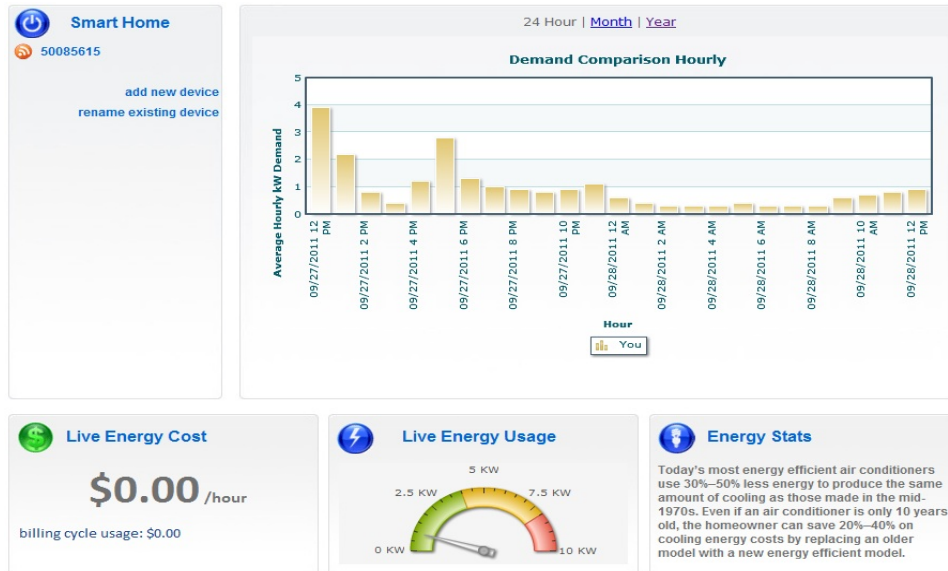 Smart Home
50085615
add new device
rename existing device
24 Hour | Month | Year
Demand Comparison Hourly
Average Hourly kW Demand
5
4
3
2
1
0
09/27/2011 12 PM
09/27/2011 2 PM
09/27/2011 4 PM
09/27/2011 6 PM
09/27/2011 8 PM
09/27/2011 10 PM
09/28/2011 12 AM
09/28/2011 2 AM
09/28/2011 4 AM
09/28/2011 6 AM
09/28/2011 8 AM
09/28/2011 10 AM
09/28/2011 12 PM
Hour
You
Live Energy Cost
$0.00 /hour
billing cycle usage: $0.00
Live Energy Usage
0 KW
2.5 KW
5 KW
7.5 KW
10 KW
Energy Stats
Today's most energy efficient air conditioners
use 30%–50% less energy to produce the same
amount of cooling as those made in the mid-
1970s. Even if an air conditioner is only 10 years
old, the homeowner can save 20%–40% on
cooling energy costs by replacing an older
model with a new energy efficient model.